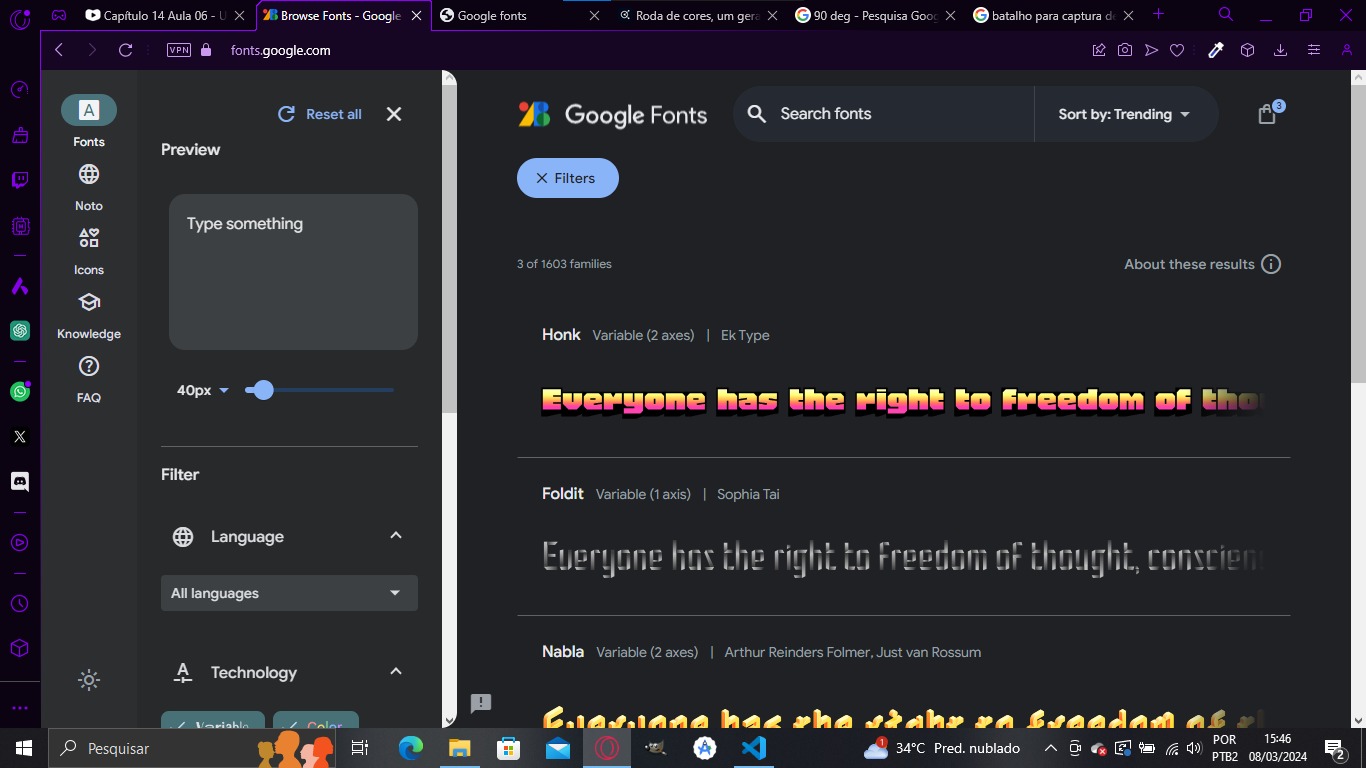 Capítulo 14 Aula 06 - U
Browse Fonts - Google
Google fonts
Roda de cores, um gera
90 deg - Pesquisa Goog
batalho para captura de
VPN
fonts.google.com
A
Fonts
Noto
Icons
Knowledge
FAQ
Reset all
Preview
Type something
40px
Filter
Language
All languages
Technology
Variable
Color
Google Fonts
Search fonts
Sort by: Trending
3
Filters
3 of 1603 families
About these results
Honk Variable (2 axes) | Ek Type
Everyone has the right to freedom of thou
Foldit Variable (1 axis) | Sophia Tai
Everyone has the right to freedom of thought, conscien
Nabla Variable (2 axes) | Arthur Reinders Folmer, Just van Rossum
Everyone has the right to freedom of
Pesquisar
1
34°C Pred. nublado
POR
PTB2
15:46
08/03/2024
2